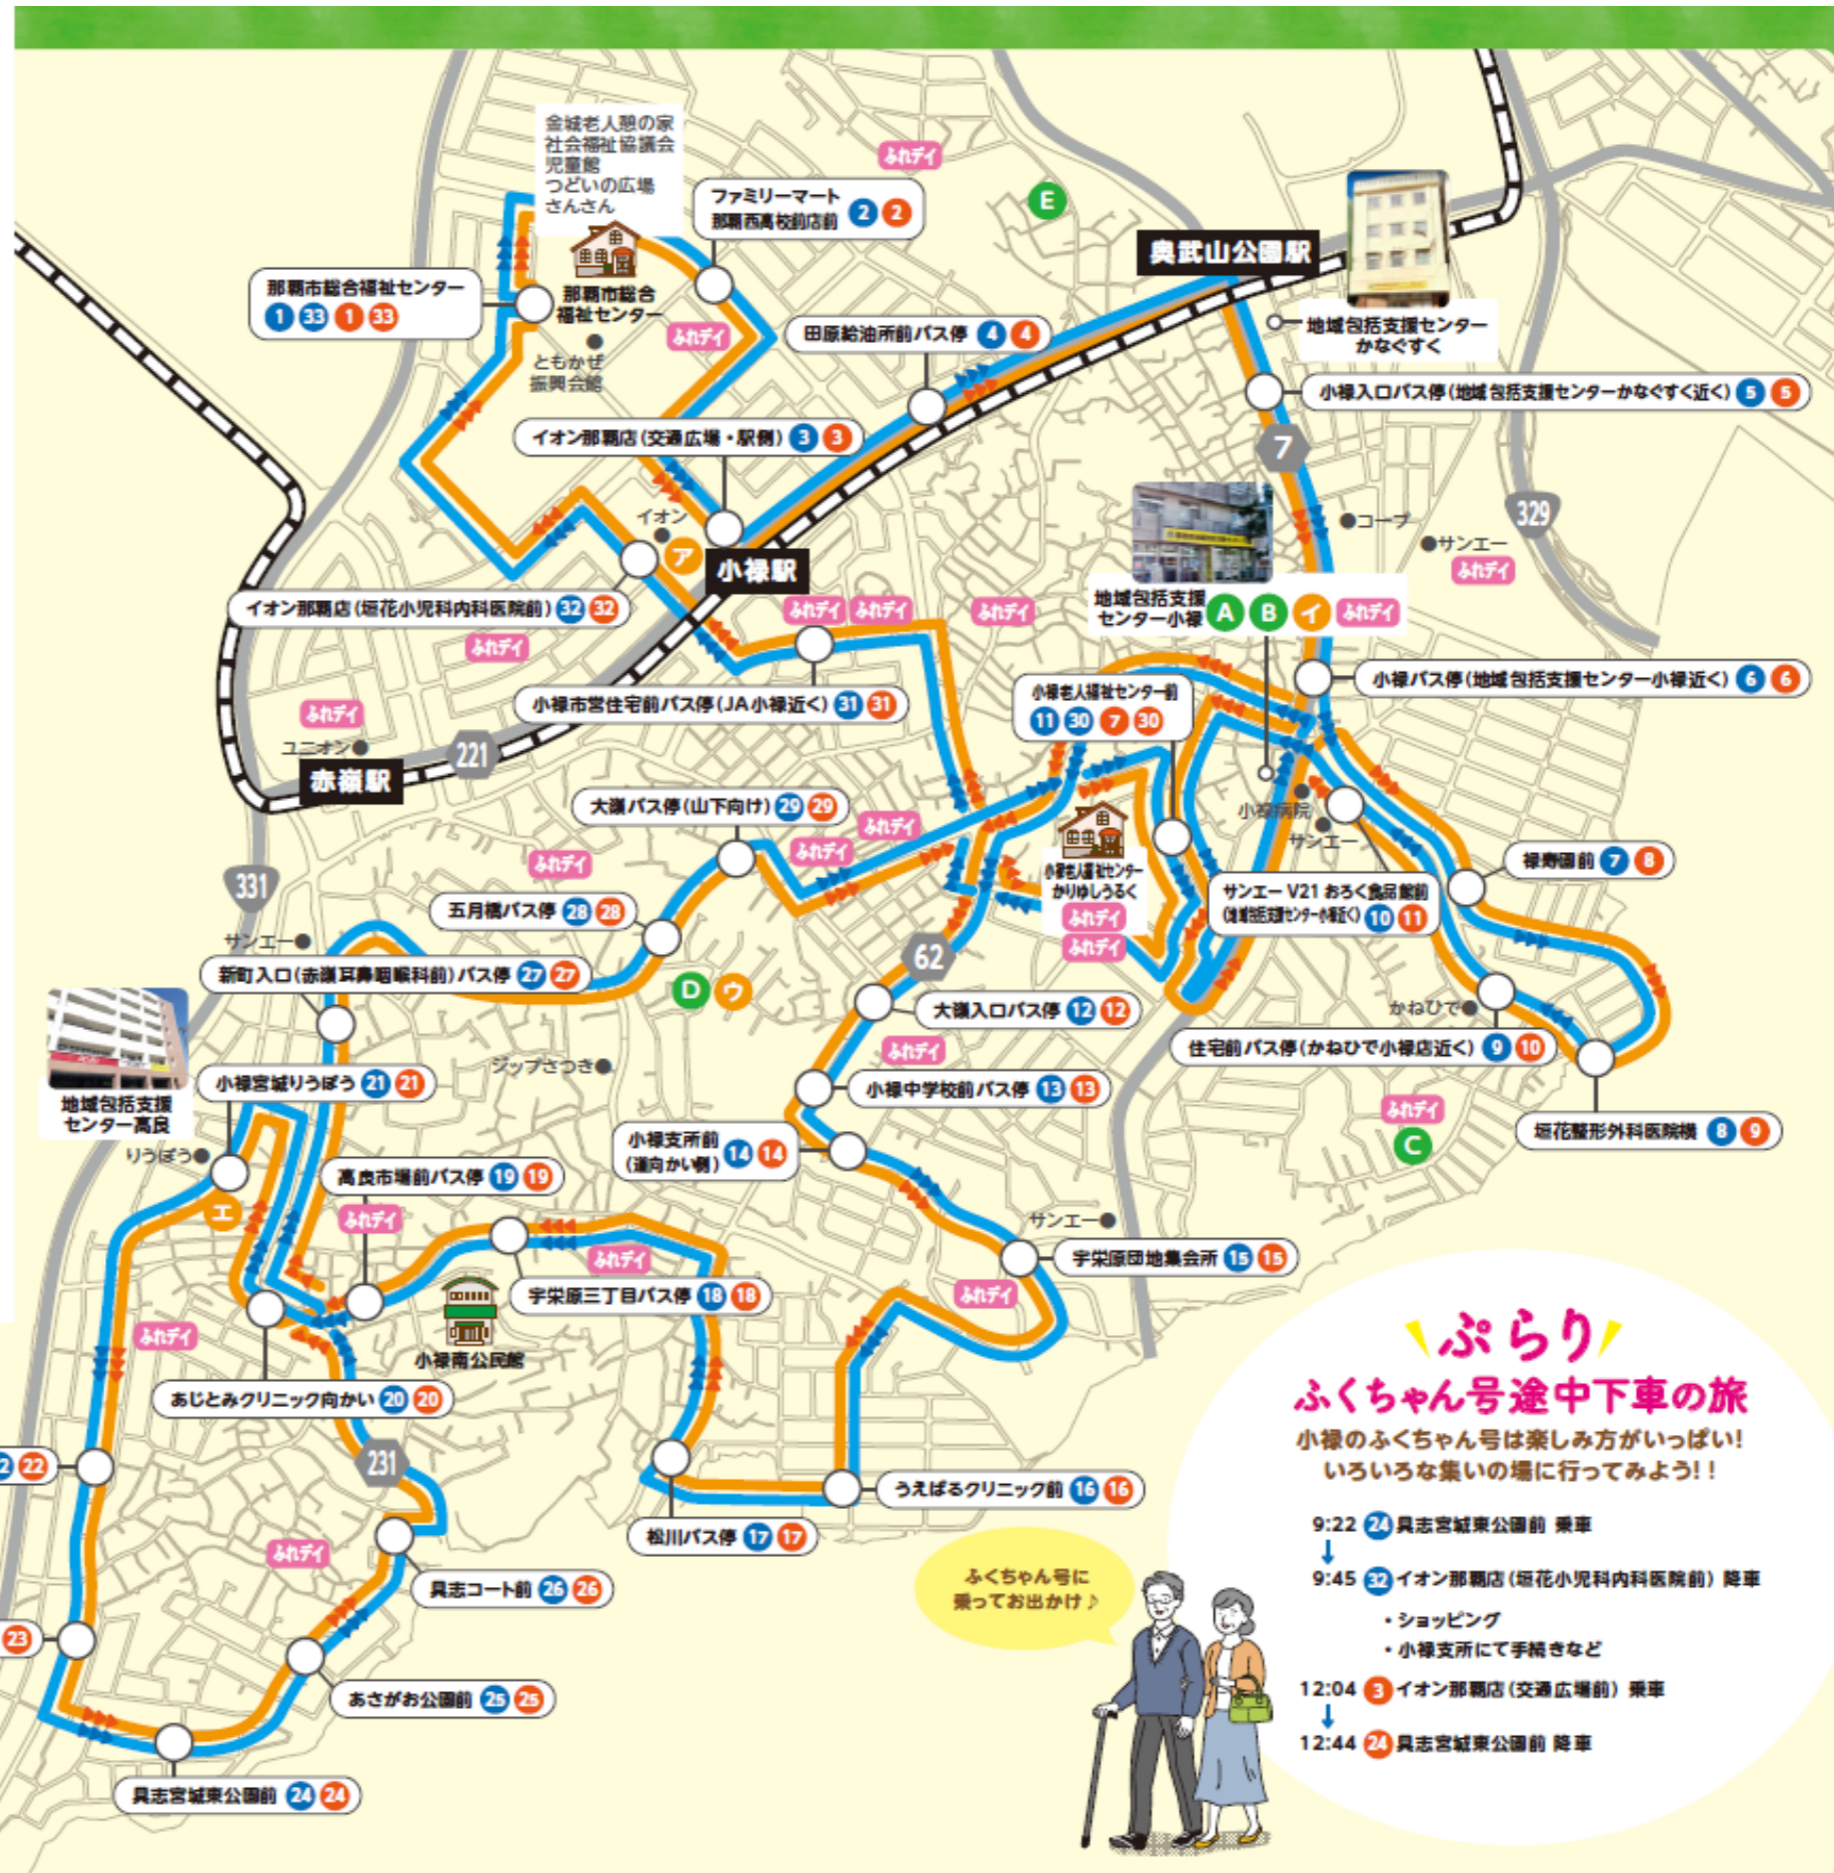 金城老人憩の家
社会福祉協議会
児童館
つどいの広場
さんさん
ふれデイ
ファミリーマート
那覇西高校前店前 2 2
E
奥武山公園駅
那覇市総合福祉センター
1 33 1 33
那覇市総合
福祉センター
ふれデイ
田原給油所前バス停 4 4
地域包括支援センター
かなぐすく
ともかぜ
振興会館
小禄入口バス停(地域包括支援センターかなぐすく近く) 5 5
イオン那覇店(交通広場・駅側) 3 3
7
イオン
ア
小禄駅
コープ
329
サンエー
ふれデイ
イオン那覇店(垣花小児科内科医院前) 32 32
ふれデイ
ふれデイ ふれデイ
ふれデイ
地域包括支援
センター小禄 A B イ ふれデイ
小禄バス停(地域包括支援センター小禄近く) 6 6
小禄市営住宅前バス停(JA小禄近く) 31 31
小禄老人福祉センター前
11 30 7 30
ふれデイ
ユニオン
赤嶺駅
221
小禄病院
サンエー
大嶺バス停(山下向け) 29 29
ふれデイ
ふれデイ
ふれデイ
小禄老人福祉センター
かりゆしうるく
ふれデイ
ふれデイ
禄寿園前 7 8
331
五月橋バス停 28 28
サンエー V21 おろく食品館前
(地域包括支援センター小禄近く) 10 11
サンエー
新町入口(赤嶺耳鼻咽喉科前)バス停 27 27
62
D ウ
大嶺入口バス停 12 12
かねひで
ふれデイ
住宅前バス停(かねひで小禄店近く) 9 10
ジップさつき
地域包括支援
センター高良
小禄宮城りうぼう 21 21
小禄中学校前バス停 13 13
ふれデイ
C
垣花整形外科医院横 8 9
りうぼう
小禄支所前
(道向かい側) 14 14
高良市場前バス停 19 19
エ
ふれデイ
サンエー
ふれデイ
宇栄原団地集会所 15 15
宇栄原三丁目バス停 18 18
ふれデイ
ふれデイ
小禄南公民館
あじとみクリニック向かい 20 20
231
2 22
うえばるクリニック前 16 16
松川バス停 17 17
ふれデイ
具志コート前 26 26
23
あさがお公園前 25 25
具志宮城東公園前 24 24
ぷらり
ふくちゃん号途中下車の旅
小禄のふくちゃん号は楽しみ方がいっぱい!
いろいろな集いの場に行ってみよう!!
9:22 24 具志宮城東公園前 乗車
↓
9:45 32 イオン那覇店(垣花小児科内科医院前) 降車
・ショッピング
・小禄支所にて手続きなど
12:04 3 イオン那覇店(交通広場前) 乗車
↓
12:44 24 具志宮城東公園前 降車
ふくちゃん号に
乗ってお出かけ♪